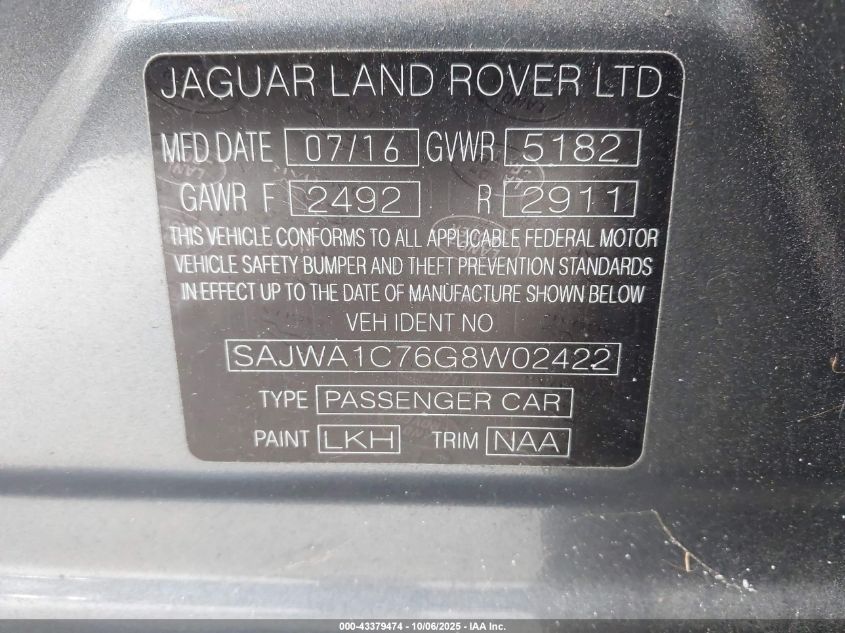 JAGUAR LAND ROVER LTD
MFD DATE 07/16 GVWR 5182
GAWR F 2492 R 2911
THIS VEHICLE CONFORMS TO ALL APPLICABLE FEDERAL MOTOR
VEHICLE SAFETY BUMPER AND THEFT PREVENTION STANDARDS
IN EFFECT UP TO THE DATE OF MANUFACTURE SHOWN BELOW
VEH IDENT NO
SAJWA1C76G8W02422
TYPE PASSENGER CAR
PAINT LKH TRIM NAA
000-43379474 - 10/06/2025 - IAA Inc.